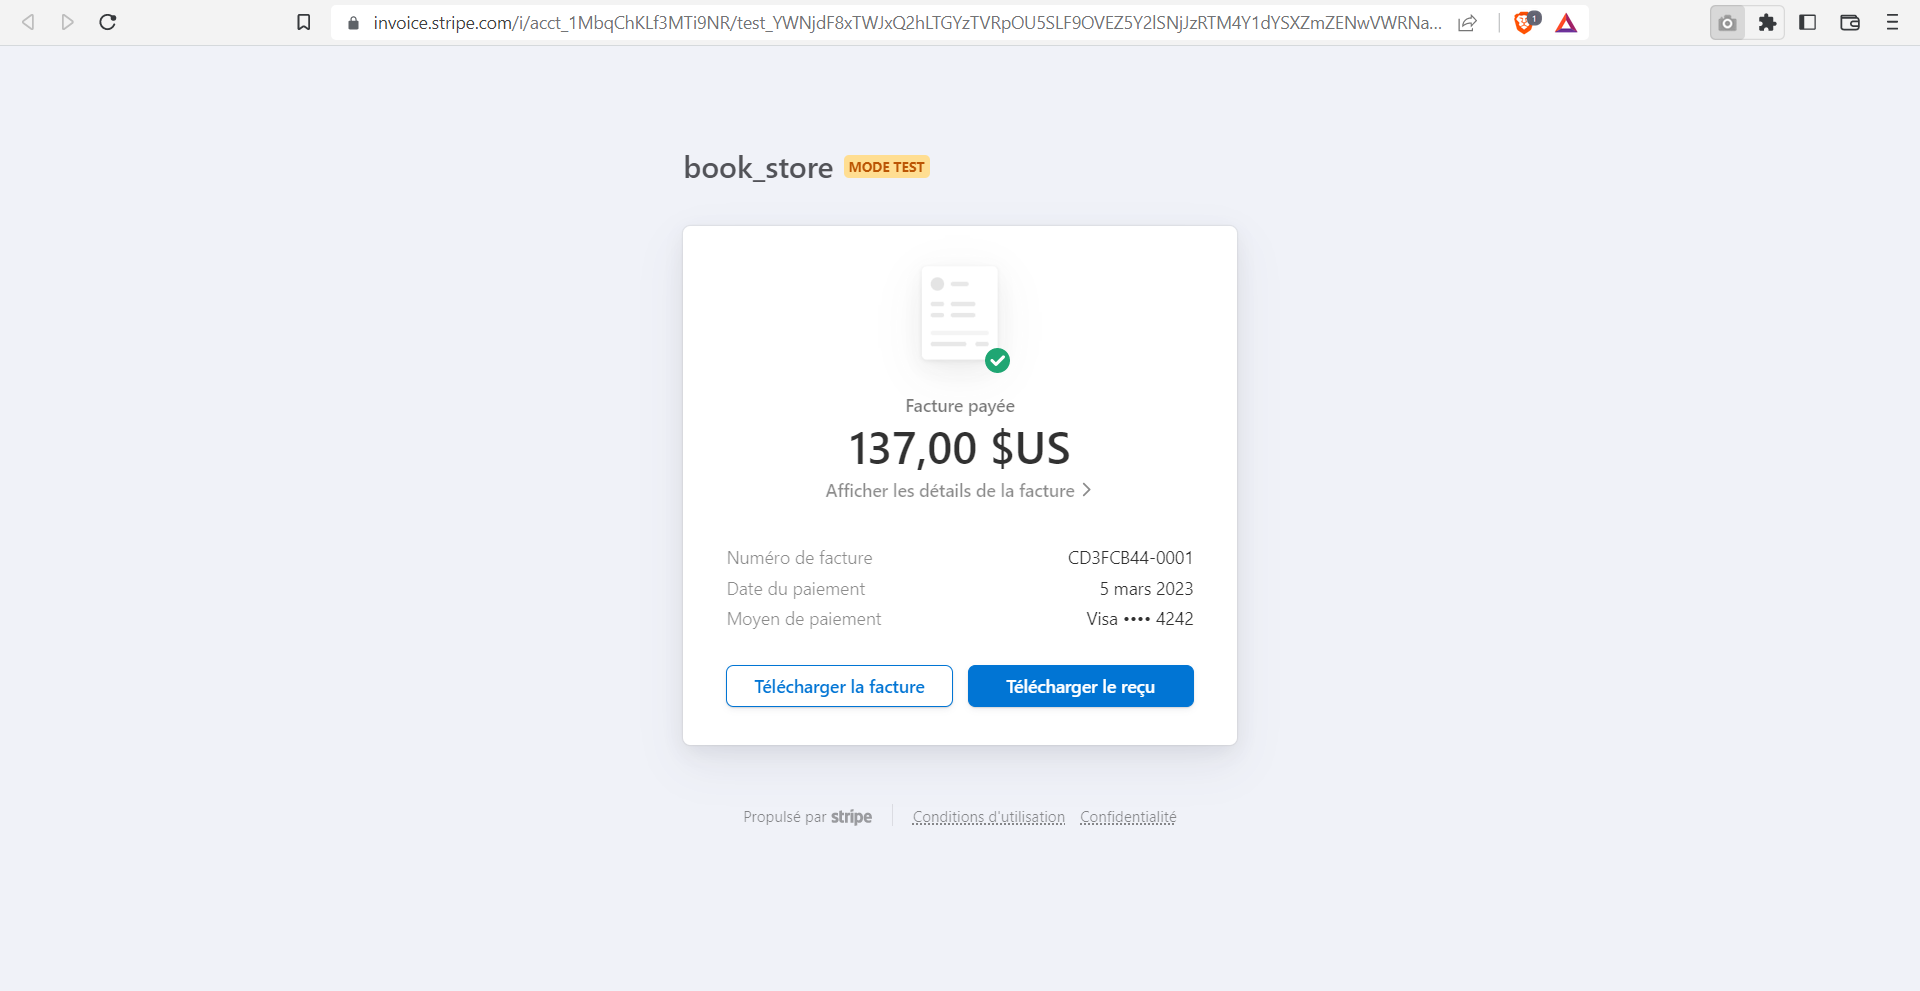 invoice.stripe.com/i/acct_1MbqChKLf3MTi9NR/test_YWNjdF8xTWJxQ2hLTGYzTVRpOU5SLF9OVEZ5Y2lSNjJzRTM4Y1dYSXZmZENwVWRNa...
1
book_store MODE TEST
Facture payée
137,00 $US
Afficher les détails de la facture
Numéro de facture CD3FCB44-0001
Date du paiement 5 mars 2023
Moyen de paiement Visa •••• 4242
Télécharger la facture Télécharger le reçu
Propulsé par stripe Conditions d'utilisation Confidentialité